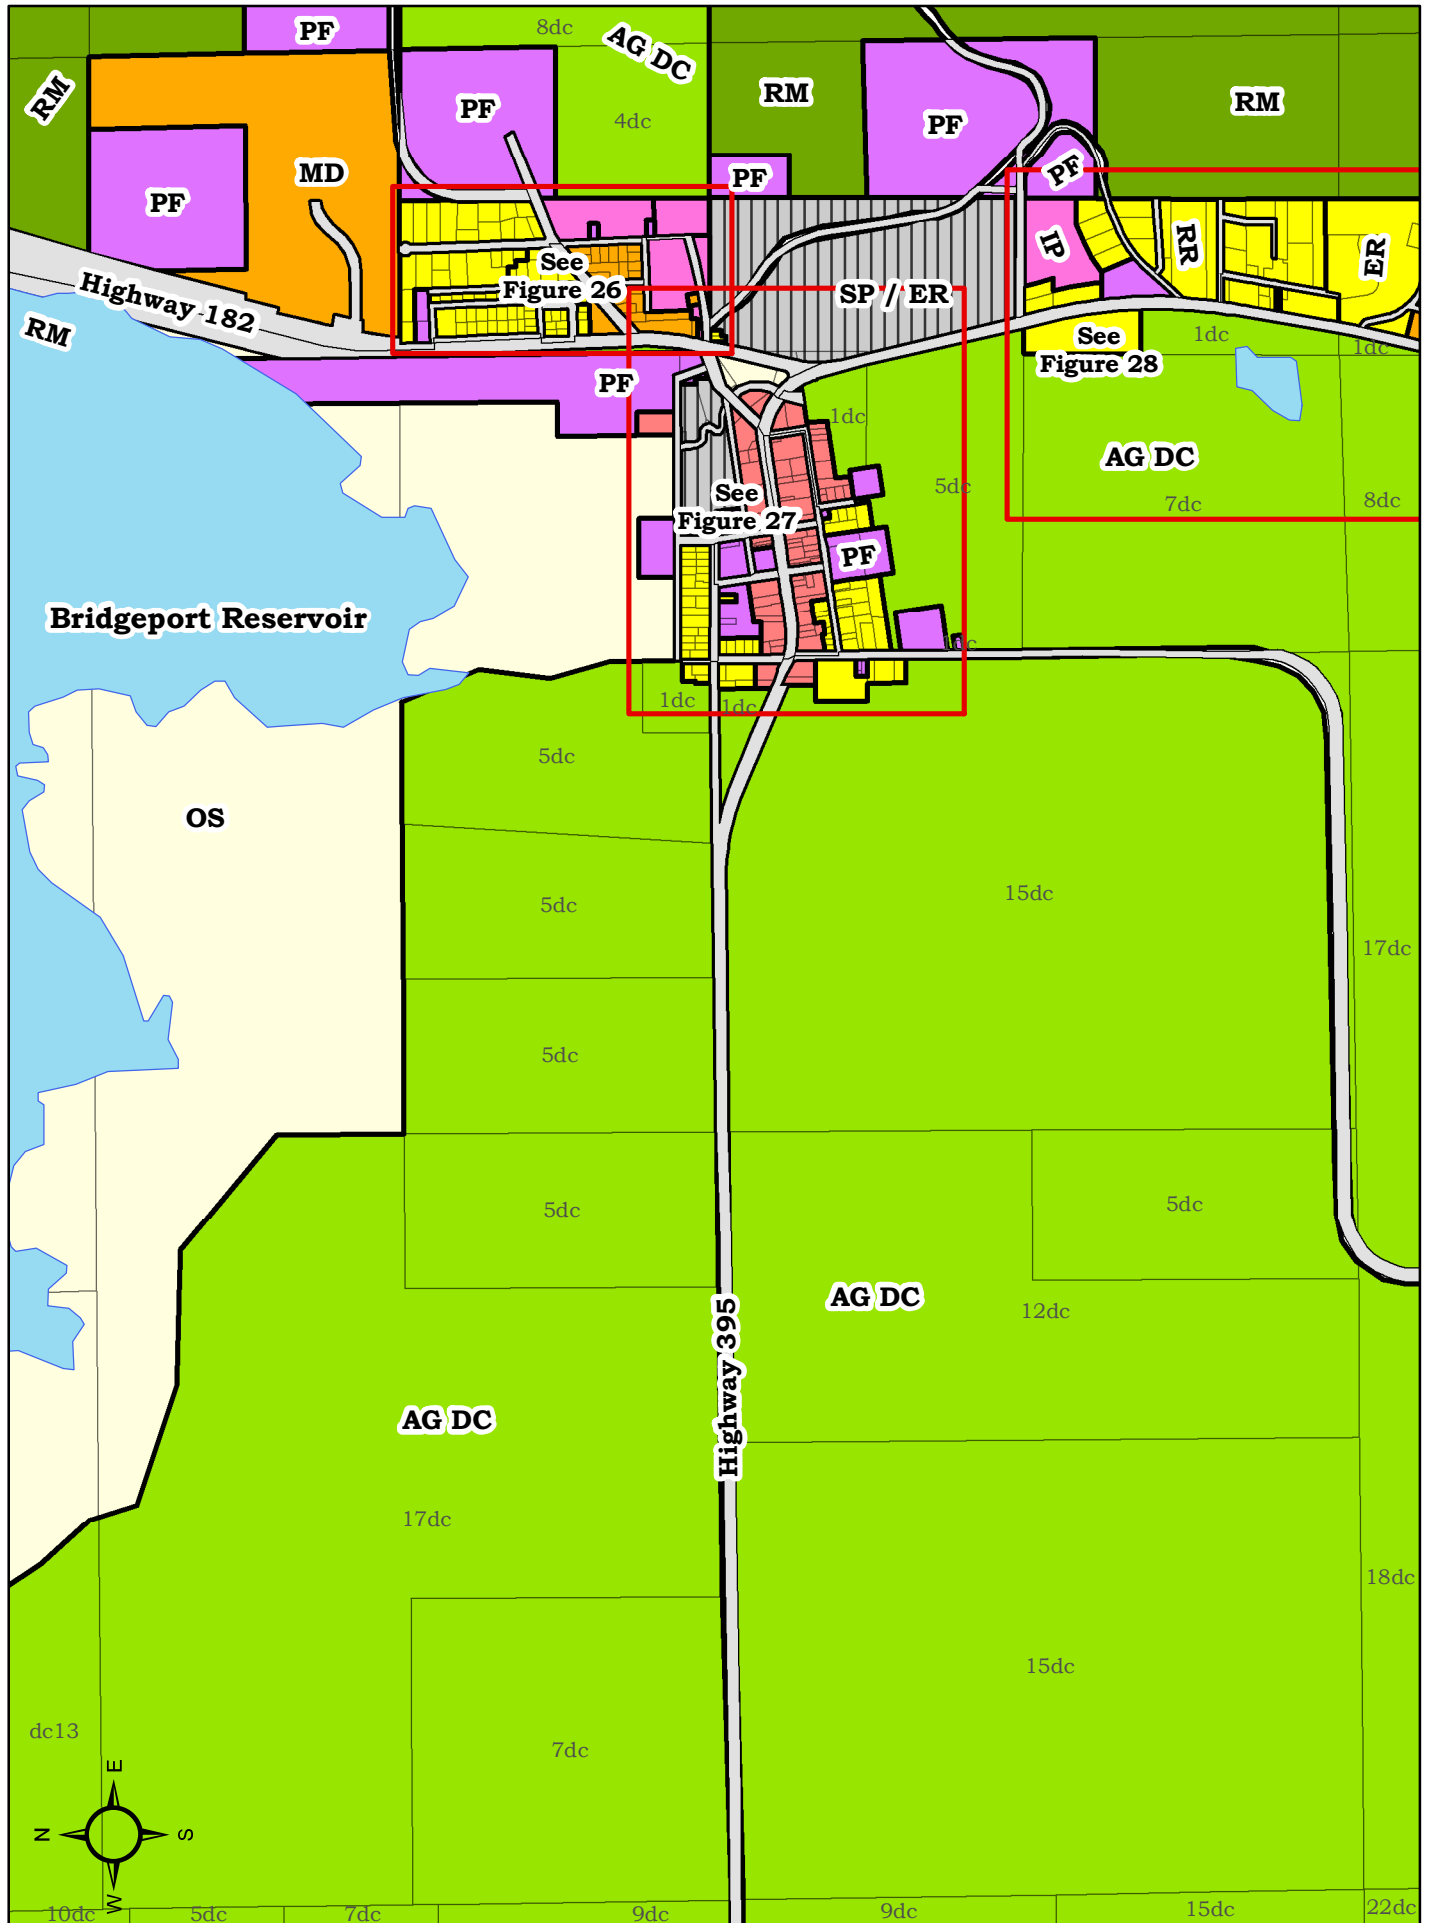 PF
8dc
AG DC
RM
PF
4dc
RM
PF
RM
MD
PF
PF
PF
PF
IP
RR
ER
See
Figure 26
SP / ER
Highway 182
RM
See
Figure 28
1dc
1dc
PF
1dc
AG DC
5dc
7dc
8dc
See
Figure 27
PF
Bridgeport Reservoir
1dc
1dc
5dc
OS
5dc
15dc
17dc
5dc
5dc
5dc
AG DC
12dc
Highway 395
AG DC
17dc
18dc
15dc
dc13
7dc
E
N
S
W
10dc
5dc
7dc
9dc
9dc
15dc
22dc